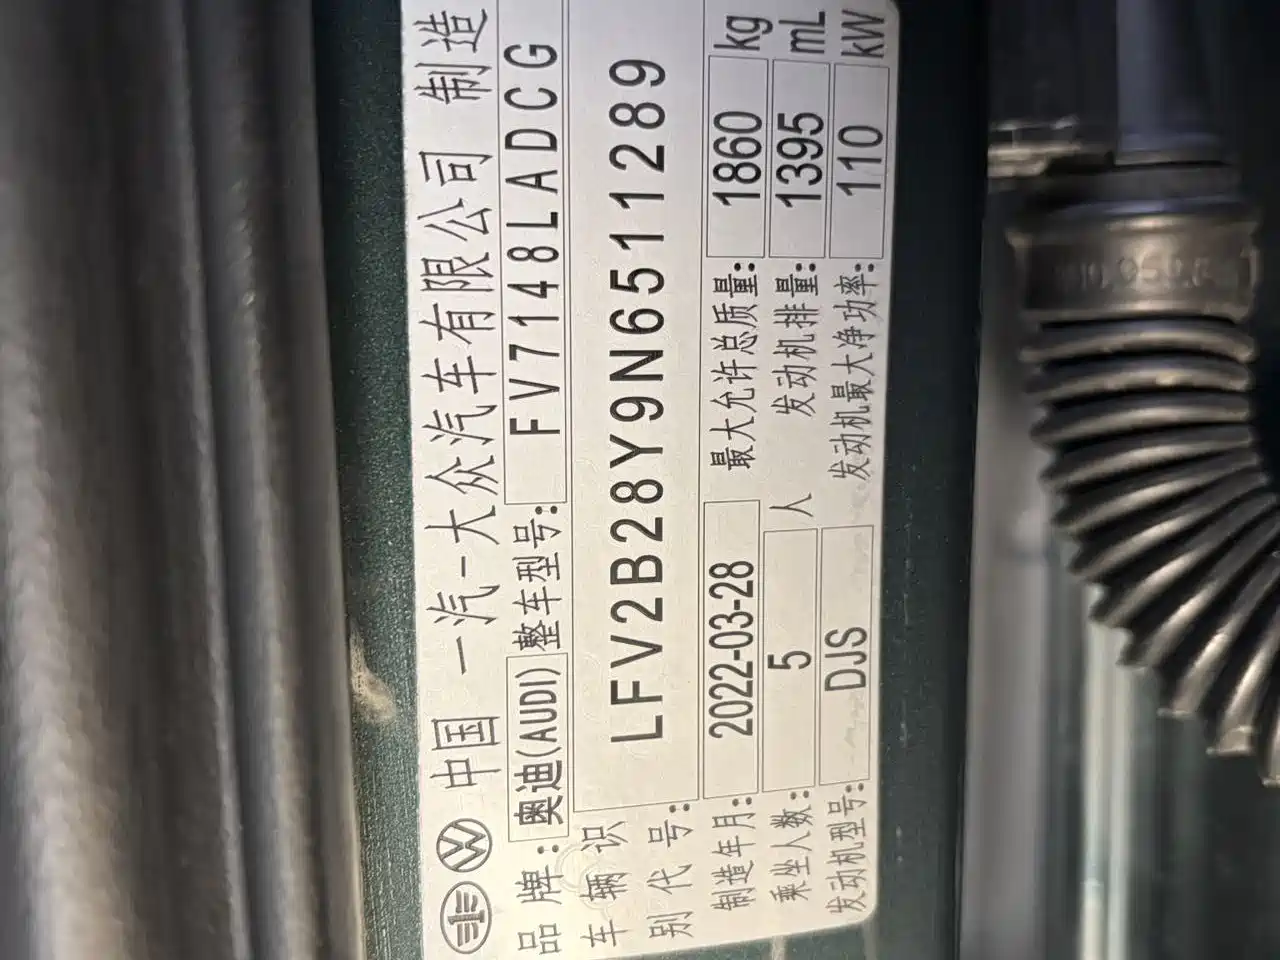 中国 一汽-大众汽车有限公司 制造
品牌: 奥迪(AUDI) 整车型号: FV7148LADCG
车辆识别代号: LFV2B28Y9N6511289
制造年月: 2022-03-28 最大允许总质量: 1860 kg
乘坐人数: 5 人 发动机排量: 1395 mL
发动机型号: DJS 发动机最大净功率: 110 kW